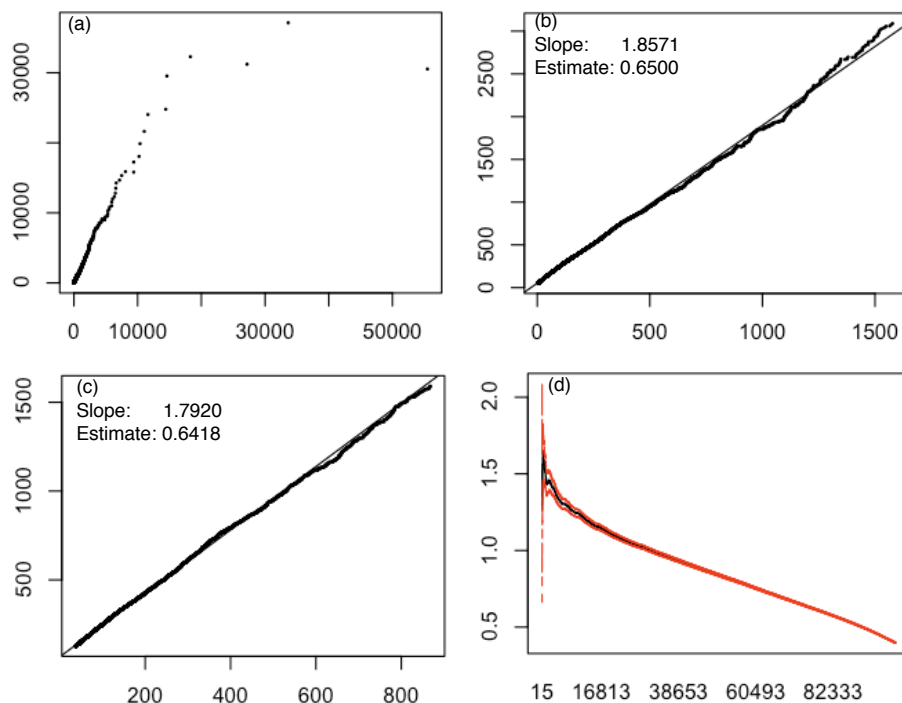 (a)
30000
10000
0
0 10000 30000 50000
(b)
Slope: 1.8571
Estimate: 0.6500
2500
1500
500
0
0 500 1000 1500
(c)
Slope: 1.7920
Estimate: 0.6418
1500
1000
500
200 400 600 800
(d)
2.0
1.5
1.0
0.5
15 16813 38653 60493 82333